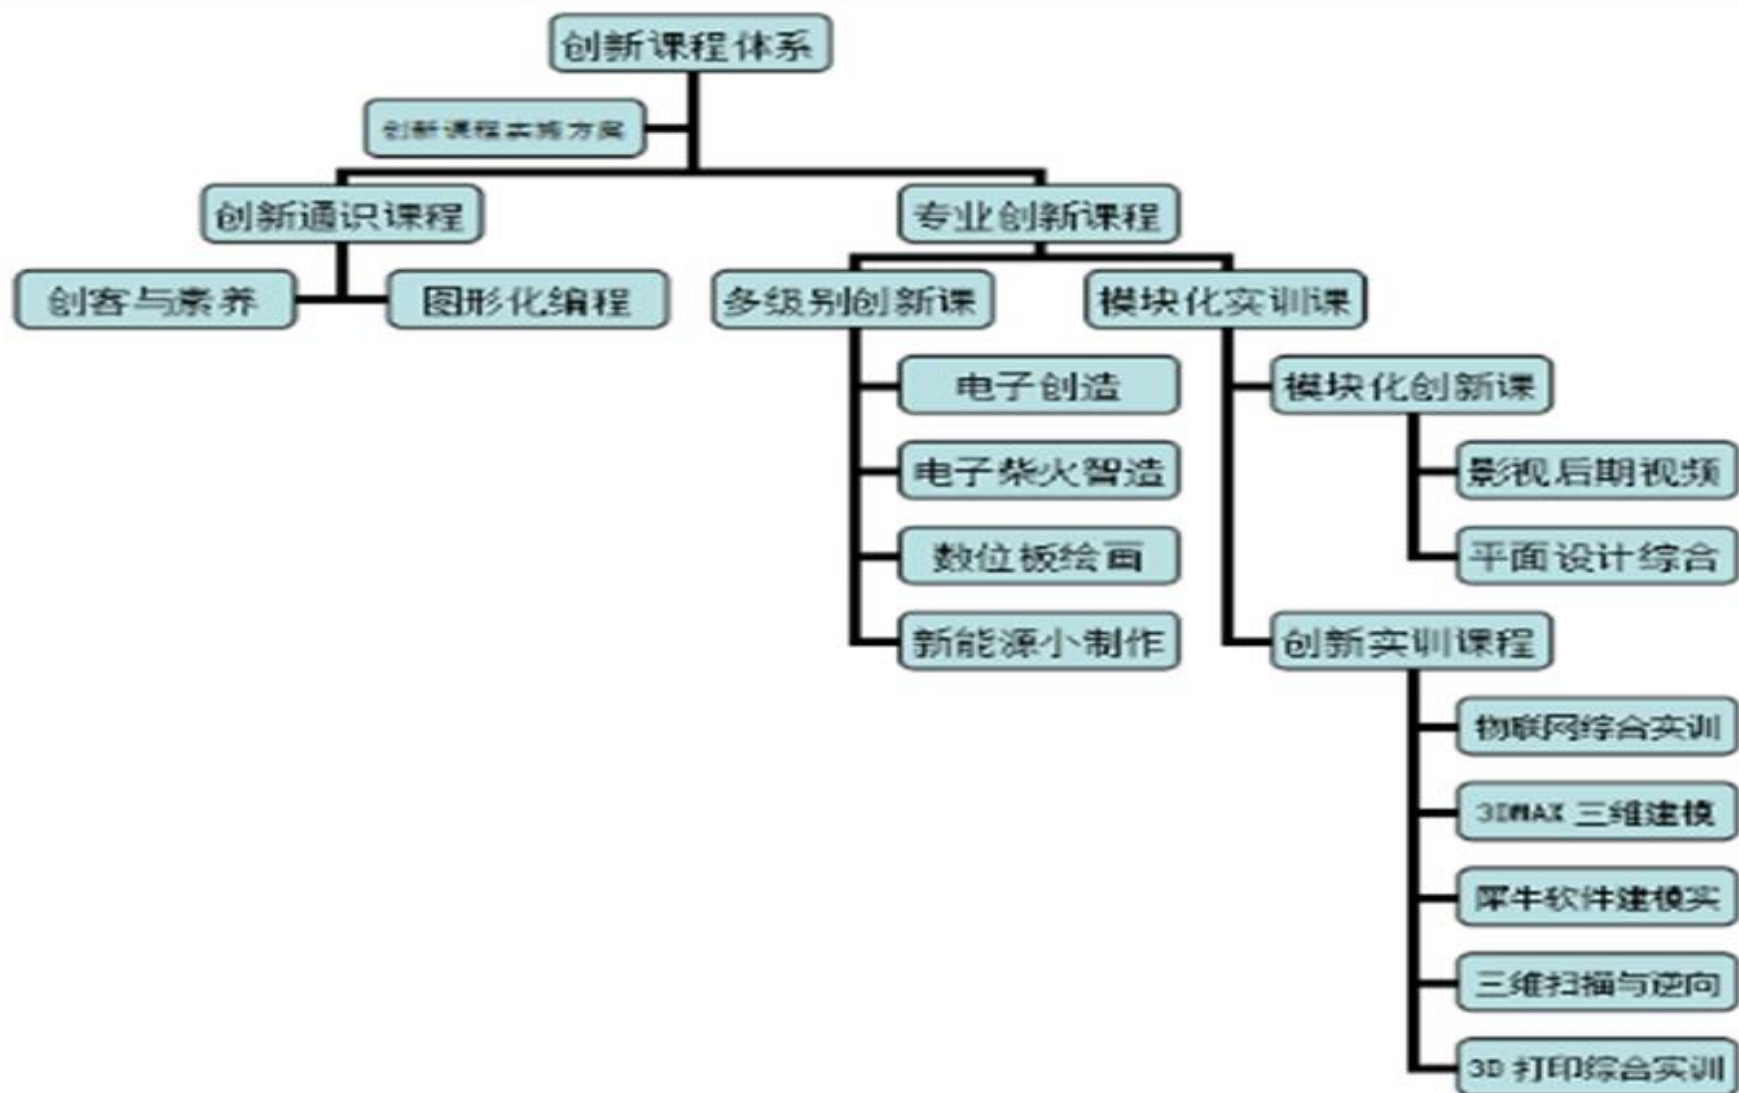 创新课程体系
创新课程实施方案
创新通识课程
专业创新课程
创客与素养
图形化编程
多级别创新课
模块化实训课
电子创造
模块化创新课
电子柴火智造
影视后期视频
数位板绘画
平面设计综合
新能源小制作
创新实训课程
物联网综合实训
3DMAX 三维建模
犀牛软件建模实
三维扫描与逆向
3D 打印综合实训